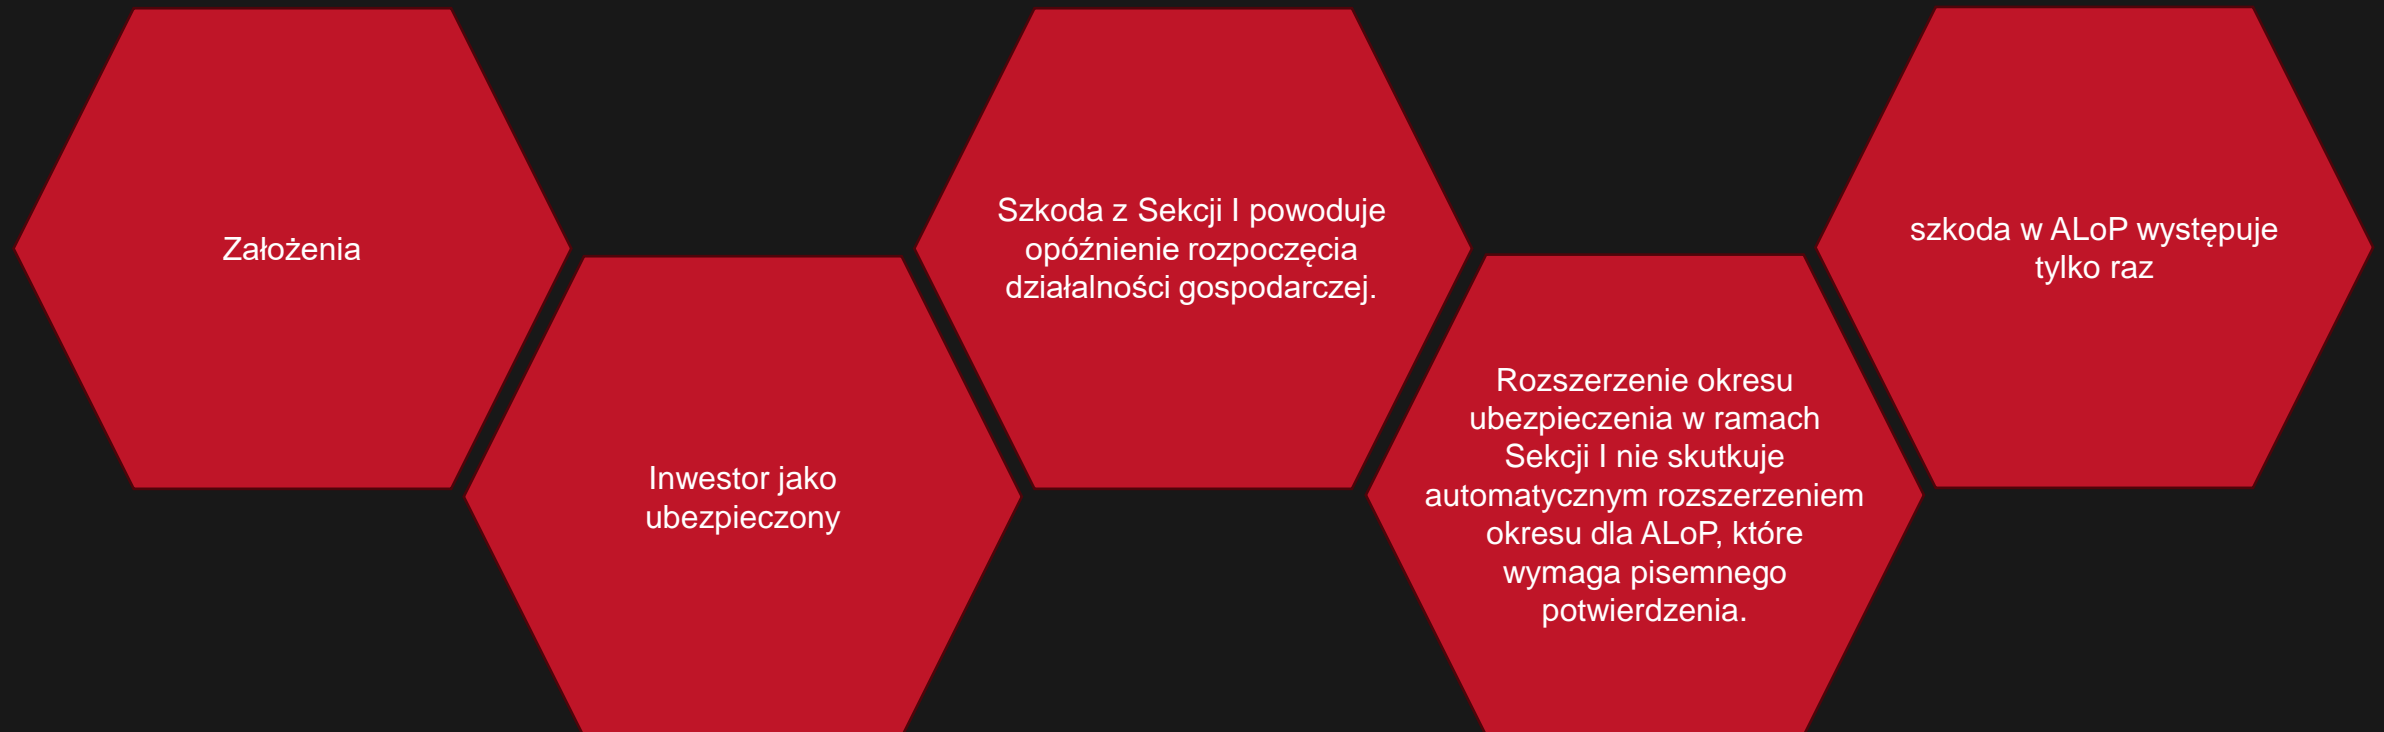 Założenia
Inwestor jako
ubezpieczony
Szkoda z Sekcji I powoduje
opóźnienie rozpoczęcia
działalności gospodarczej.
Rozszerzenie okresu
ubezpieczenia w ramach
Sekcji I nie skutkuje
automatycznym rozszerzeniem
okresu dla ALoP, które
wymaga pisemnego
potwierdzenia.
szkoda w ALoP występuje
tylko raz